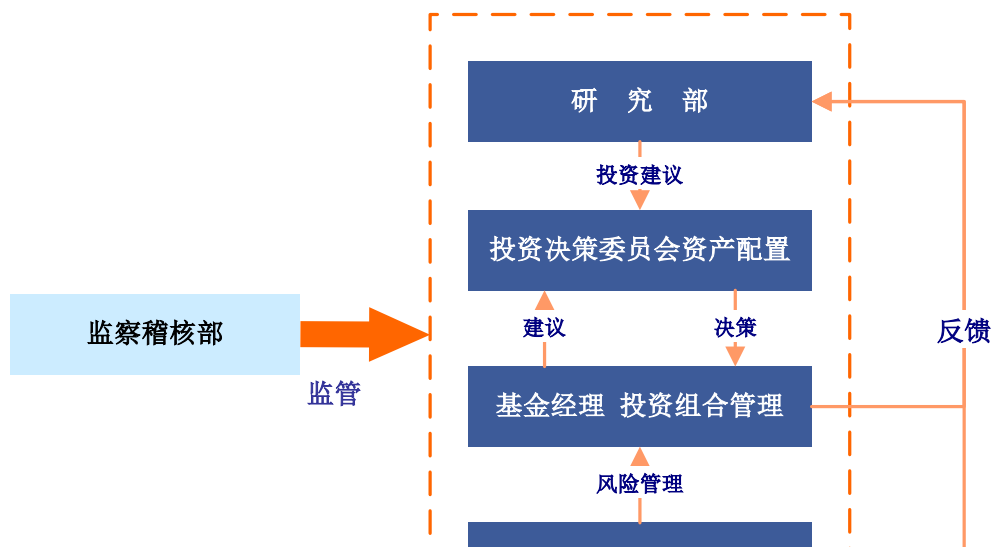 研 究 部
投资建议
投资决策委员会资产配置
建议
决策
反馈
监察稽核部
监管
基金经理 投资组合管理
风险管理